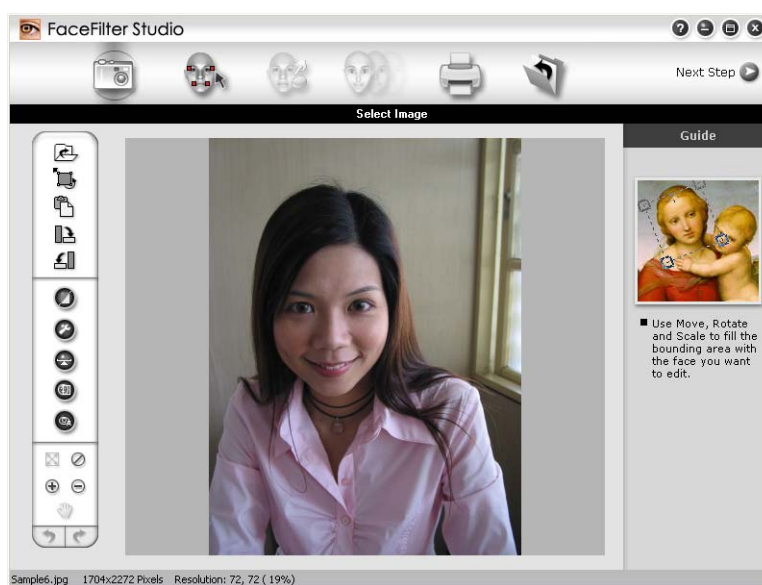 FaceFilter Studio
Next Step
Select Image
Guide
Use Move, Rotate
and Scale to fill the
bounding area with
the face you want
to edit.
Sample6.jpg 1704x2272 Pixels Resolution: 72, 72 ( 19%)